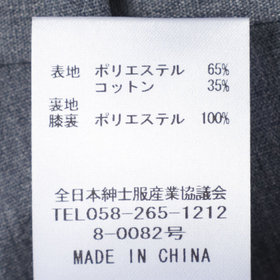 表地 ポリエステル 65%
コットン 35%
裏地
膝裏 ポリエステル 100%
全日本紳士服産業協議会
TEL058-265-1212
8-0082号
MADE IN CHINA